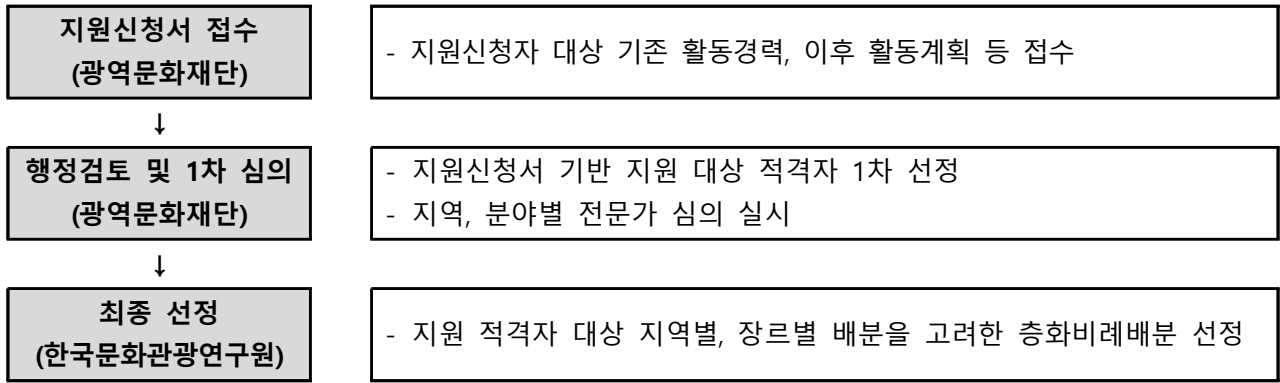 지원신청서 접수
(광역문화재단)
- 지원신청자 대상 기존 활동경력, 이후 활동계획 등 접수
↓
행정검토 및 1차 심의
(광역문화재단)
- 지원신청서 기반 지원 대상 적격자 1차 선정
- 지역, 분야별 전문가 심의 실시
↓
최종 선정
(한국문화관광연구원)
- 지원 적격자 대상 지역별, 장르별 배분을 고려한 층화비례배분 선정